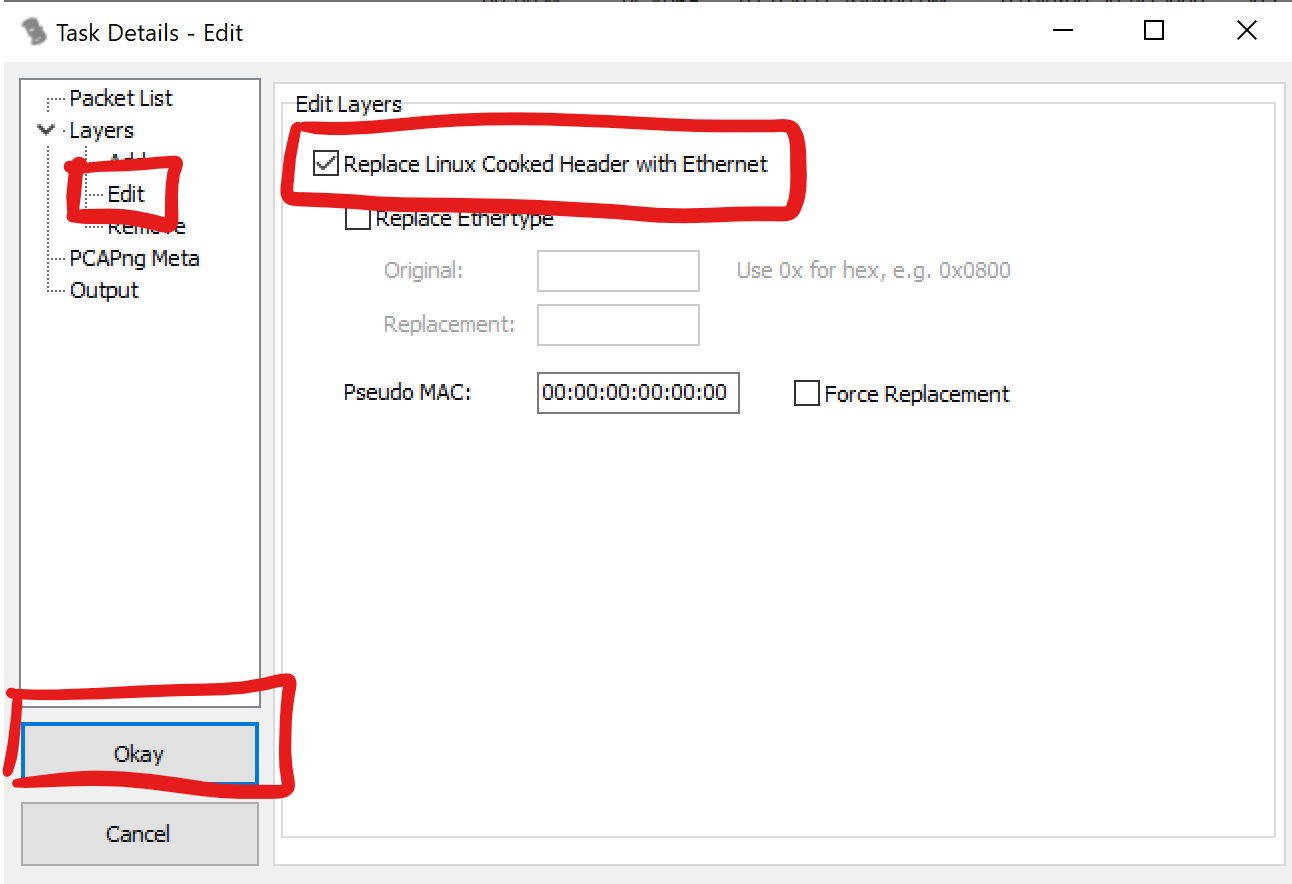 Task Details - Edit
Packet List
Layers
Add
Edit
Remove
PCAPng Meta
Output
Okay
Cancel
Edit Layers
Replace Linux Cooked Header with Ethernet
Replace Ethertype
Original:
Use 0x for hex, e.g. 0x0800
Replacement:
Pseudo MAC:
00:00:00:00:00:00
Force Replacement